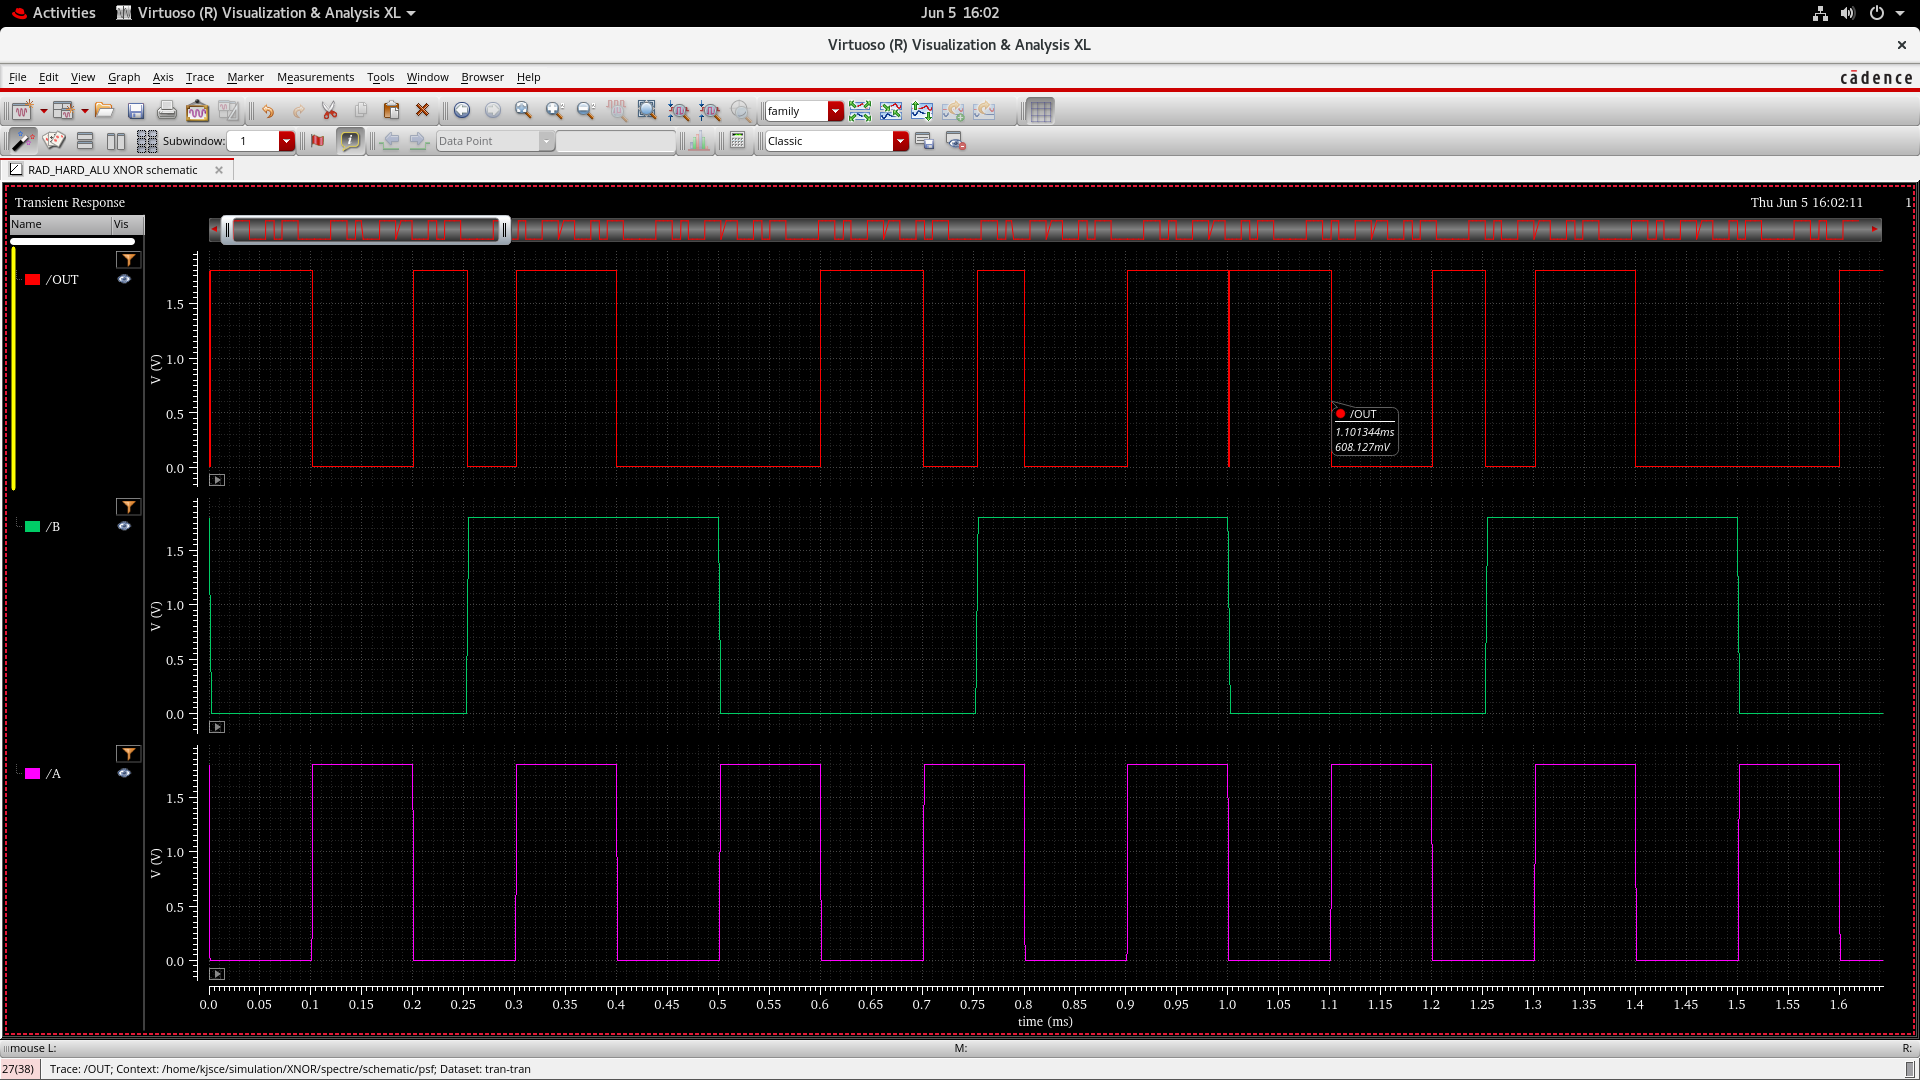 Activities Virtuoso (R) Visualization & Analysis XL Jun 5 16:02
Virtuoso (R) Visualization & Analysis XL
File Edit View Graph Axis Trace Marker Measurements Tools Window Browser Help cādence
family
Subwindow: 1 Data Point Classic
RAD_HARD_ALU XNOR schematic
Transient Response Thu Jun 5 16:02:11 1
Name Vis
/OUT
V (V)
1.5
1.0
0.5
0.0
/OUT
1.101344ms
608.127mV
/B
V (V)
1.5
1.0
0.5
0.0
/A
V (V)
1.5
1.0
0.5
0.0
0.0 0.05 0.1 0.15 0.2 0.25 0.3 0.35 0.4 0.45 0.5 0.55 0.6 0.65 0.7 0.75 0.8 0.85 0.9 0.95 1.0 1.05 1.1 1.15 1.2 1.25 1.3 1.35 1.4 1.45 1.5 1.55 1.6
time (ms)
mouse L: M: R:
27(38) Trace: /OUT; Context: /home/kjsce/simulation/XNOR/spectre/schematic/psf; Dataset: tran-tran